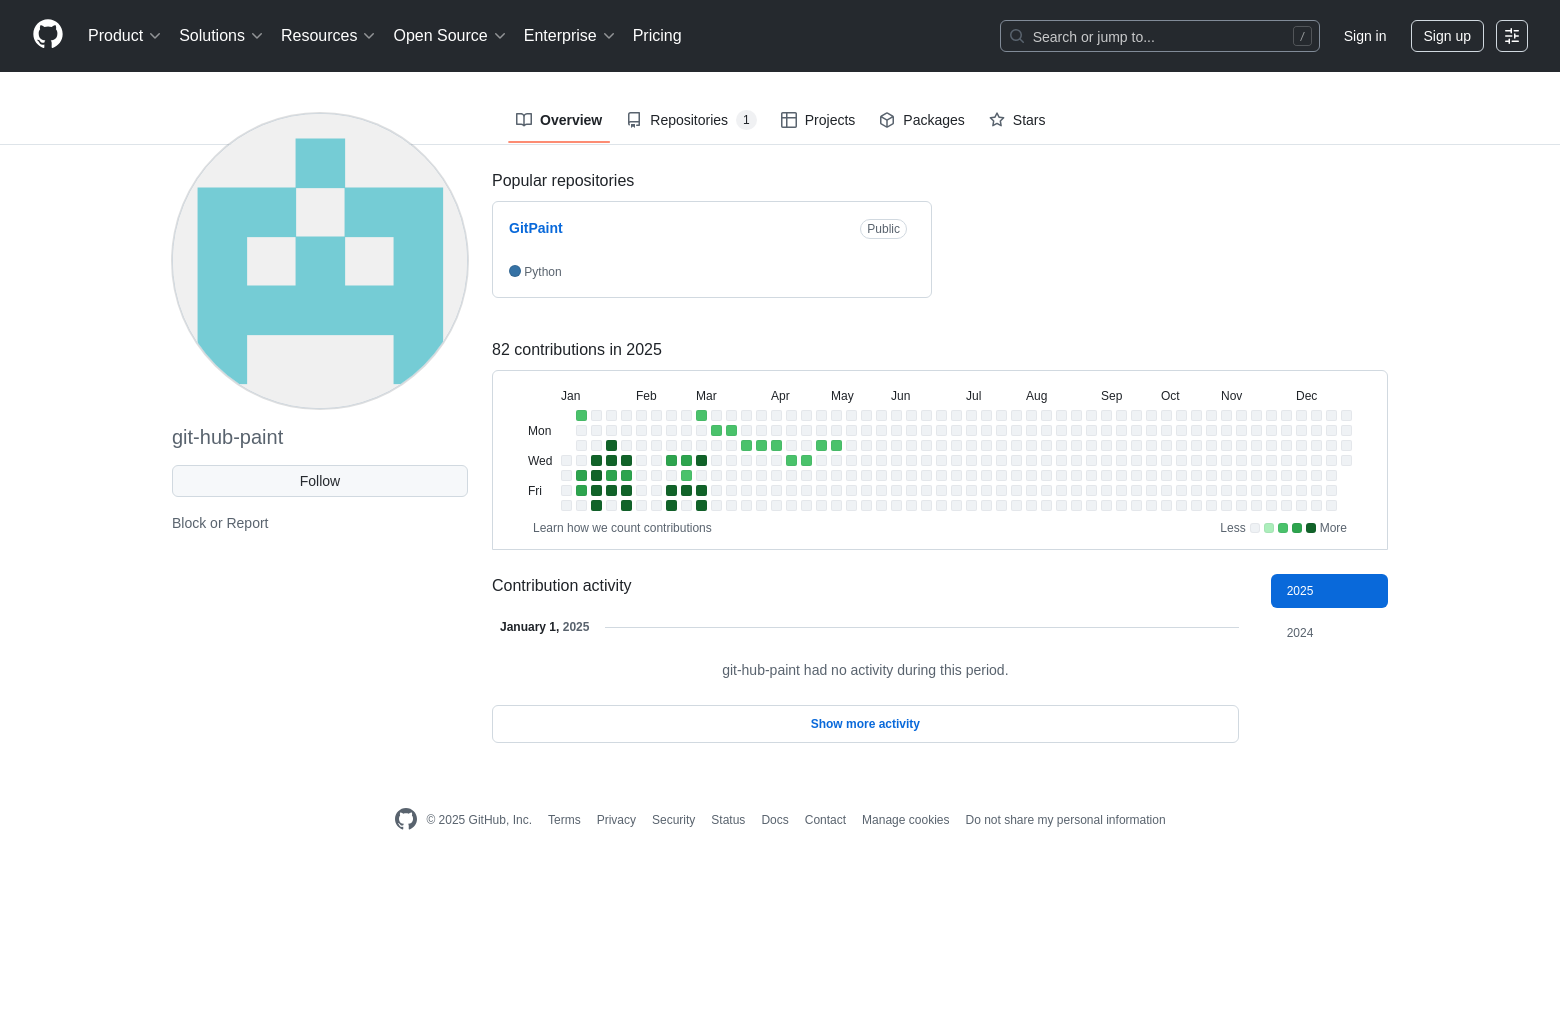 Product Solutions Resources Open Source Enterprise Pricing Search or jump to... / Sign in Sign up
Overview Repositories 1 Projects Packages Stars
Popular repositories
GitPaint Public
Python
82 contributions in 2025
Jan Feb Mar Apr May Jun Jul Aug Sep Oct Nov Dec
Mon
Wed
Fri
Learn how we count contributions Less More
git-hub-paint
Follow
Block or Report
Contribution activity
2025
2024
January 1, 2025
git-hub-paint had no activity during this period.
Show more activity
© 2025 GitHub, Inc. Terms Privacy Security Status Docs Contact Manage cookies Do not share my personal information